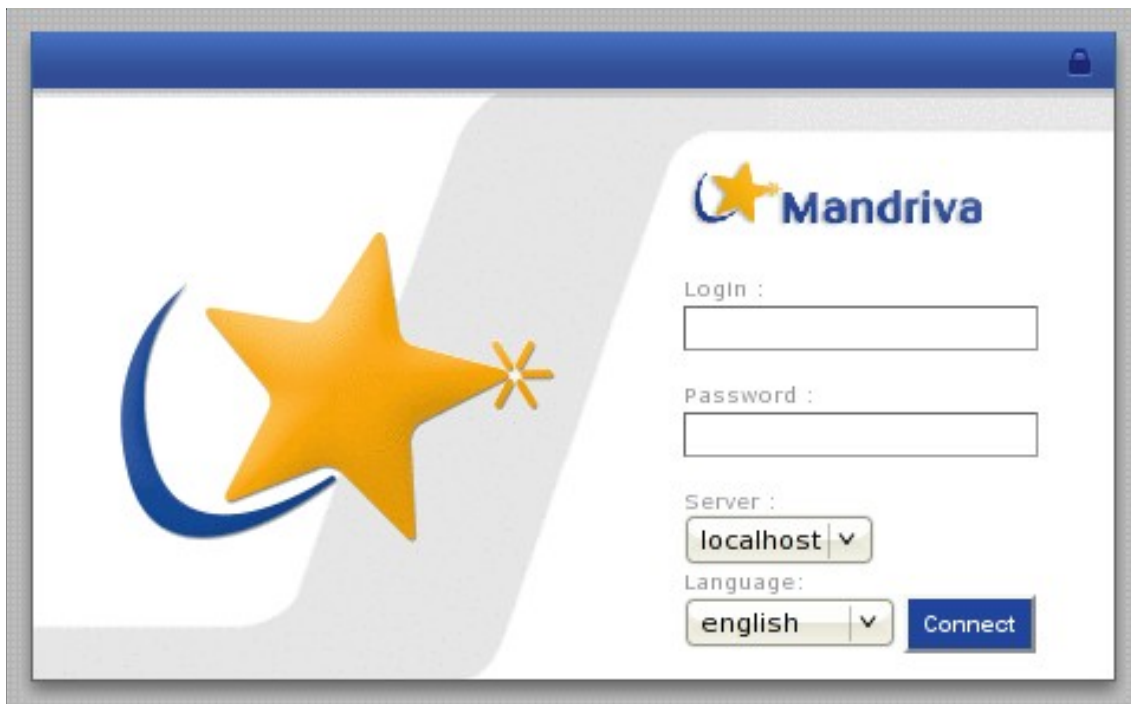 Mandriva
Login :
Password :
Server :
localhost
Language:
english
Connect